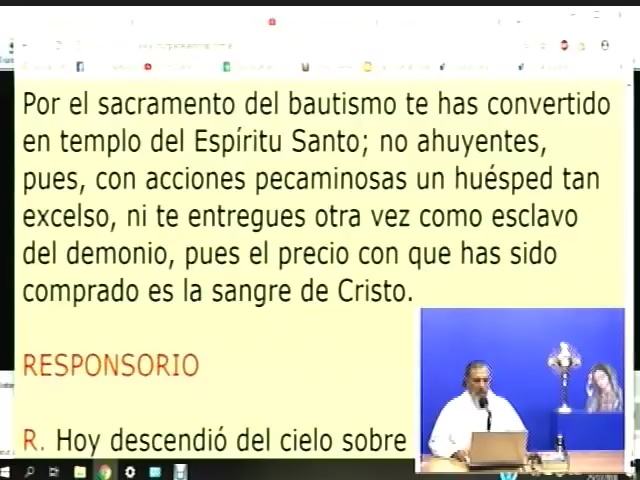 Por el sacramento del bautismo te has convertido
en templo del Espíritu Santo; no ahuyentes,
pues, con acciones pecaminosas un huésped tan
excelso, ni te entregues otra vez como esclavo
del demonio, pues el precio con que has sido
comprado es la sangre de Cristo.
RESPONSORIO
R. Hoy descendió del cielo sobre